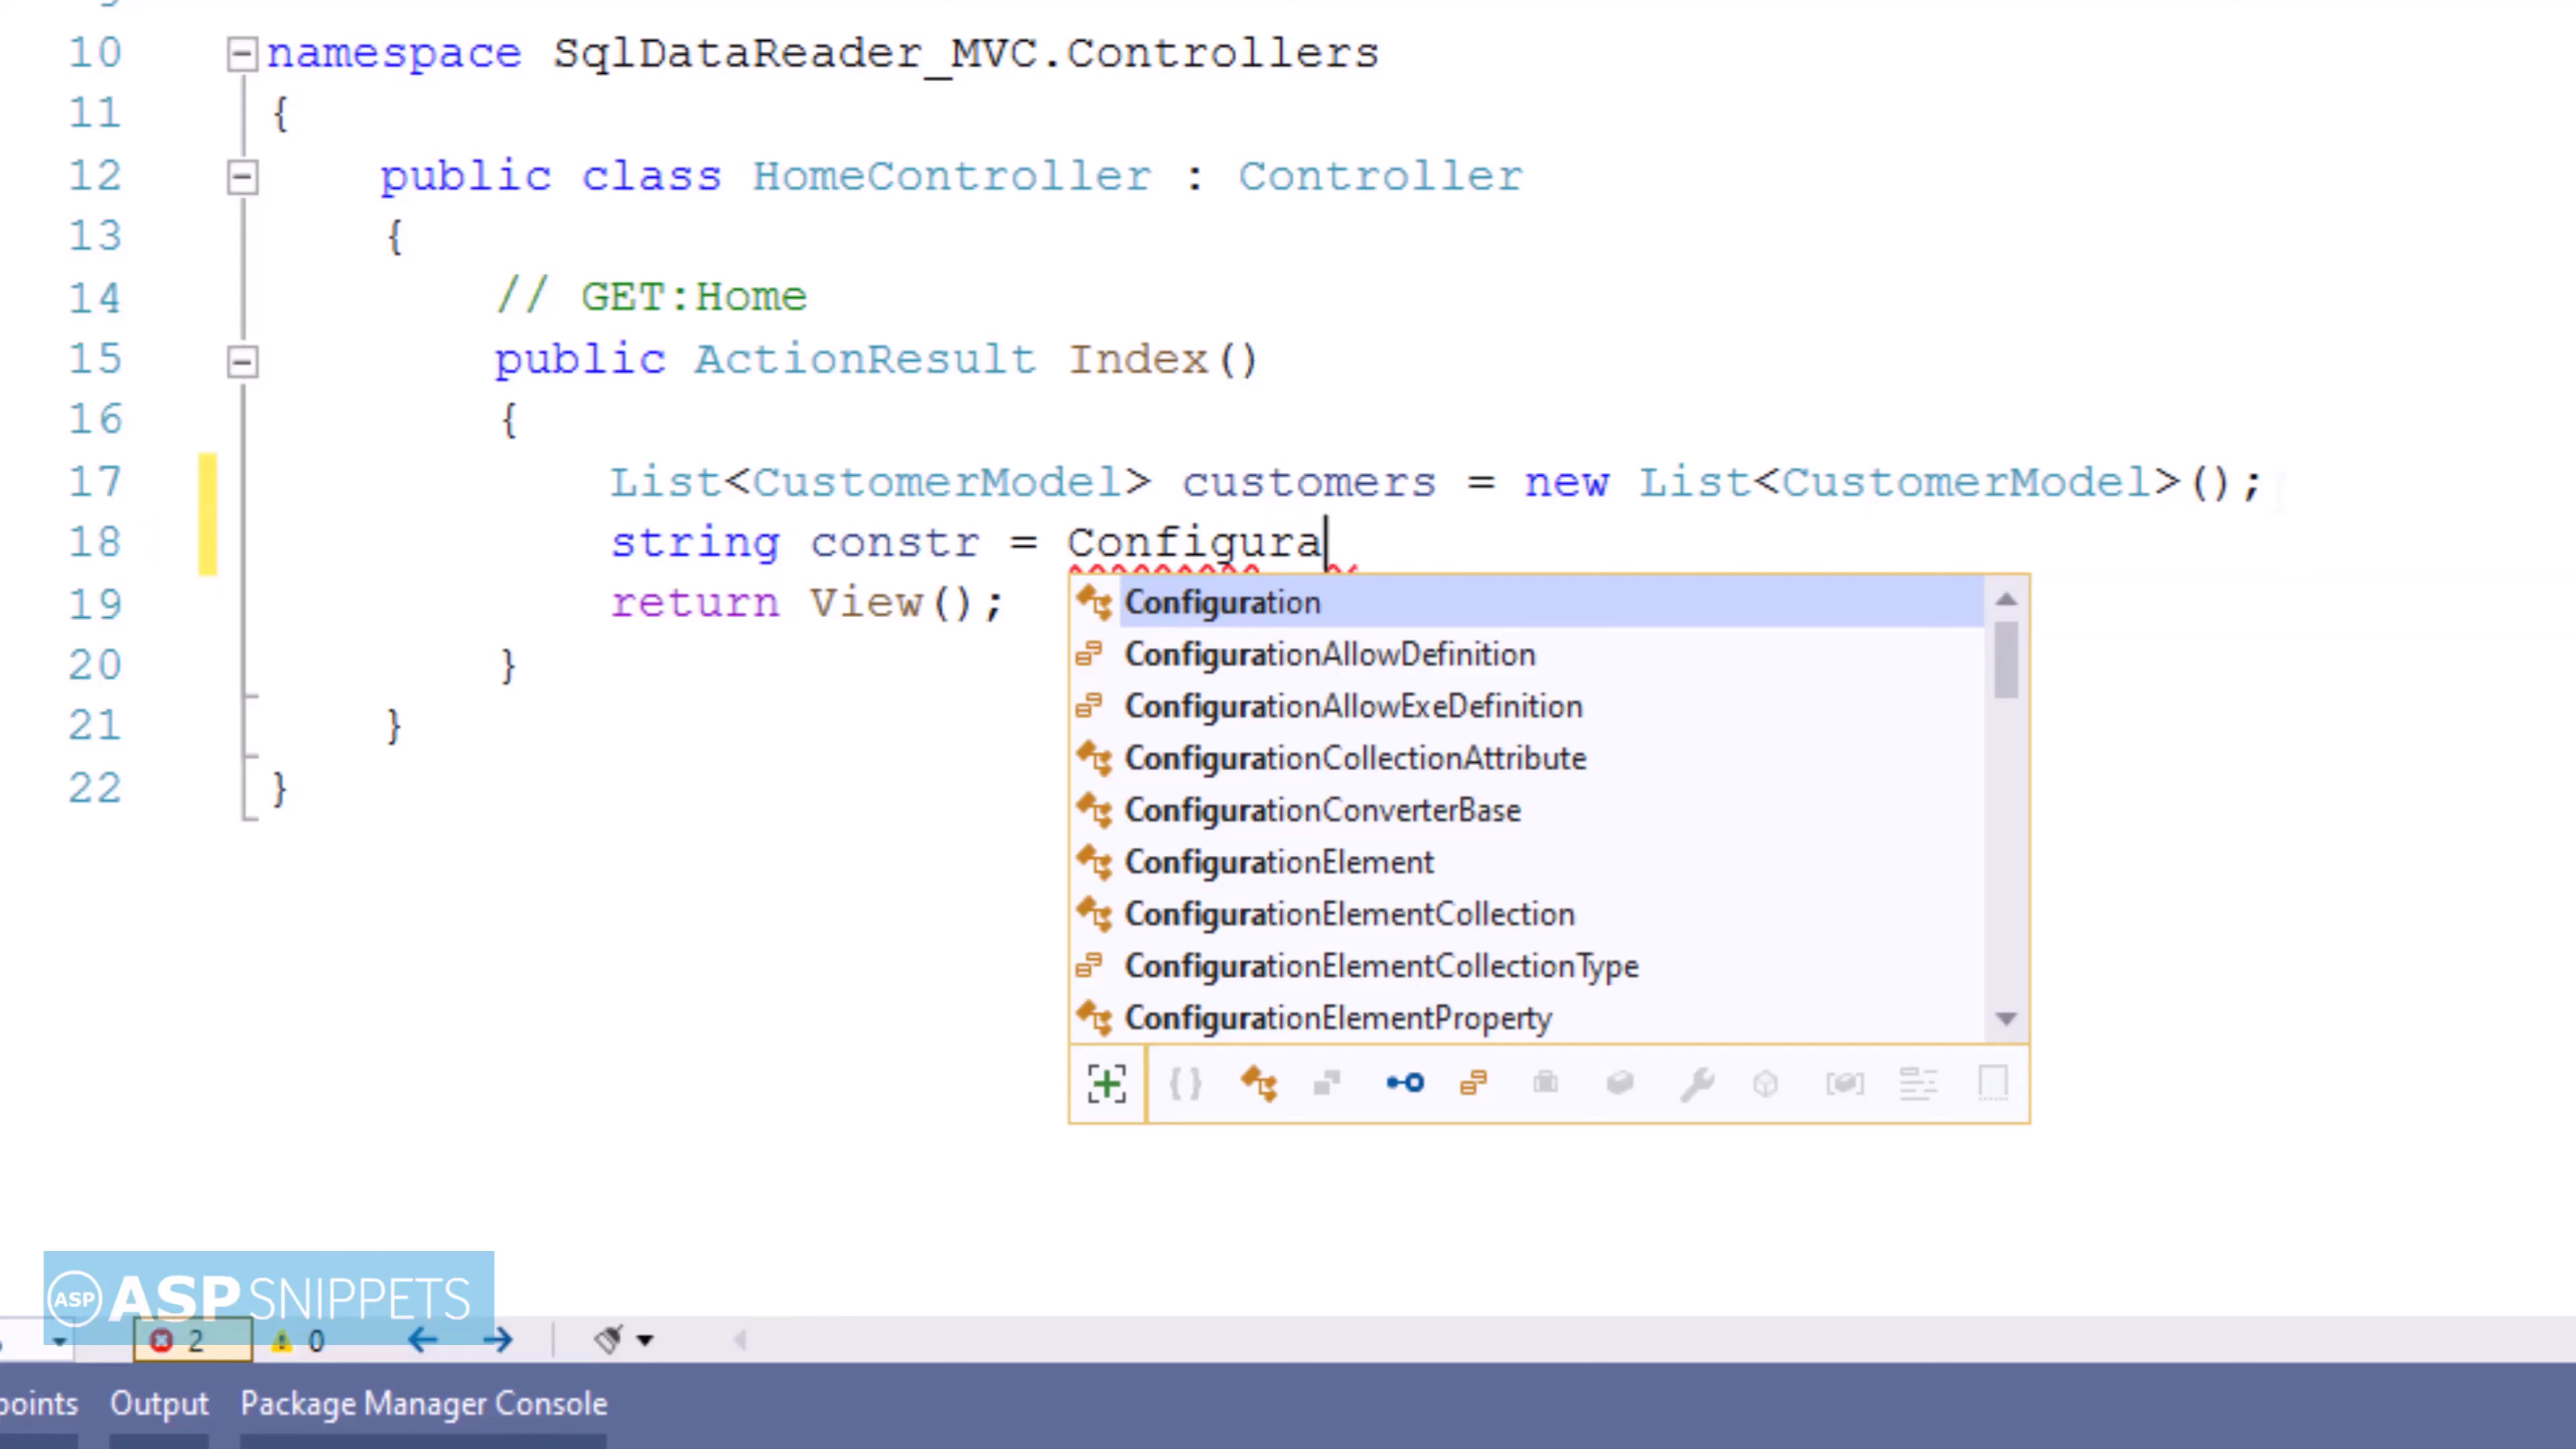 10 namespace SqlDataReader_MVC.Controllers
11 {
12 public class HomeController : Controller
13 {
14 // GET:Home
15 public ActionResult Index()
16 {
17 List<CustomerModel> customers = new List<CustomerModel>();
18 string constr = Configura
19 return View();
20 }
21 }
22 }
Configuration
ConfigurationAllowDefinition
ConfigurationAllowExeDefinition
ConfigurationCollectionAttribute
ConfigurationConverterBase
ConfigurationElement
ConfigurationElementCollection
ConfigurationElementCollectionType
ConfigurationElementProperty
ASP ASPSNIPPETS
2 0
points Output Package Manager Console